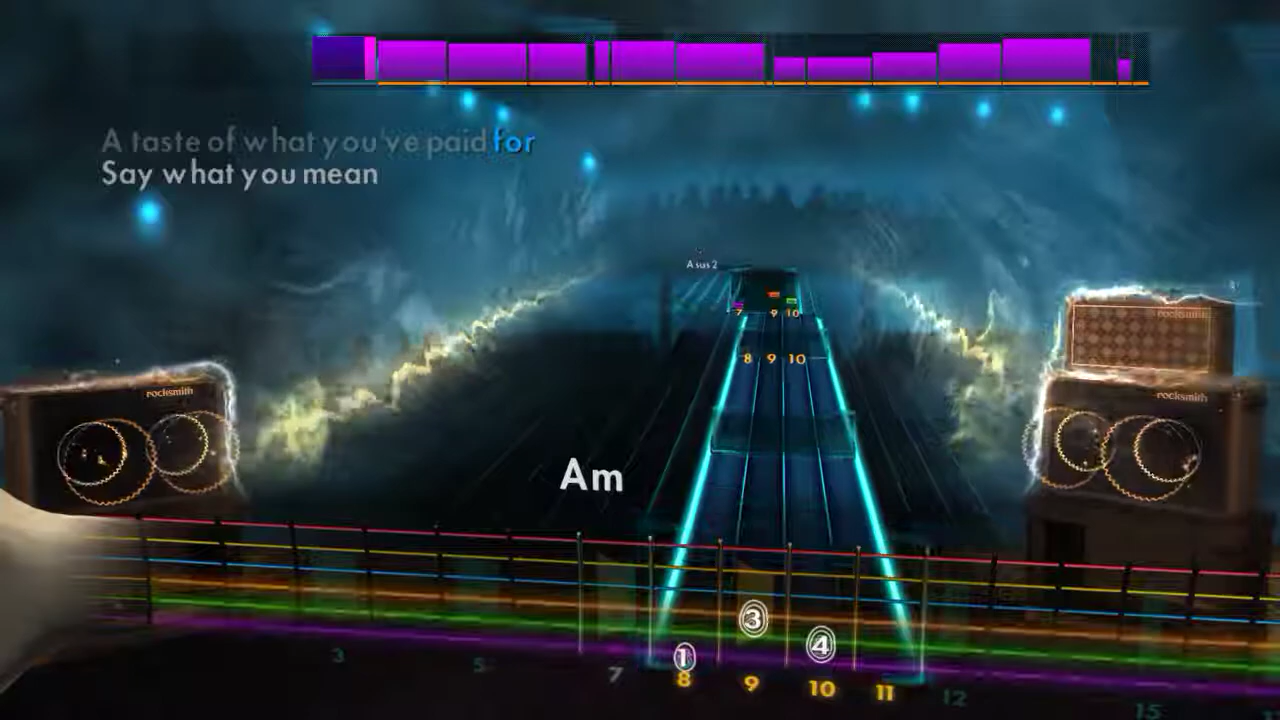 A taste of what you've paid for
Say what you mean
A sus 2
7 9 10
8 9 10
rocksmith
rocksmith
rocksmith
Am
3
4
1
3 5 7 8 9 10 11 12 15